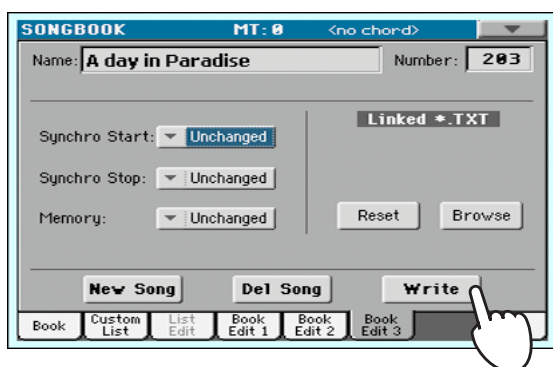 SONGBOOK MT:0 <no chord>
Name: A day in Paradise Number: 203
Linked *.TXT
Synchro Start: Unchanged
Synchro Stop: Unchanged
Memory: Unchanged Reset Browse
New Song Del Song Write
Book Custom List List Edit Book Edit 1 Book Edit 2 Book Edit 3